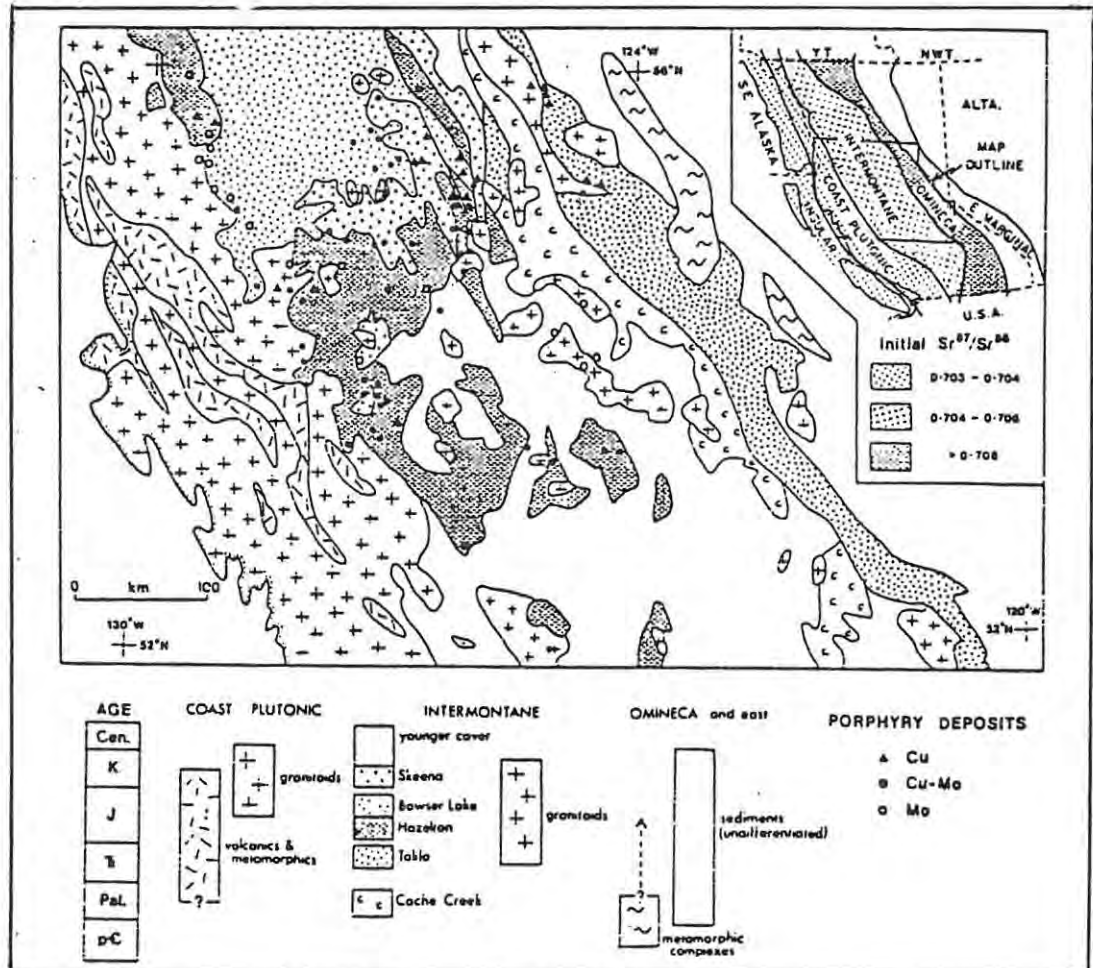 124°W
56°N
Y T
NWT
ALTA.
SE ALASKA
MAP OUTLINE
INTERMONTANE
COAST PLUTONIC
OMINECA
E. MARGINAL
INSULAR
U.S.A.
Initial Sr⁸⁷/Sr⁸⁶
0·703 - 0·704
0·704 - 0·706
> 0·706
0 km 100
130°W
52°N
120°W
52°N
AGE
Cen.
K
J
Ti
Pal.
p-C
COAST PLUTONIC
granitoids
volcanics & metamorphics
?
INTERMONTANE
younger cover
Skeena
Bowser Lake
Hazelton
Takla
Cache Creek
granitoids
OMINECA and east
sediments
(undifferentiated)
?
metamorphic
complexes
PORPHYRY DEPOSITS
Cu
Cu-Mo
Mo